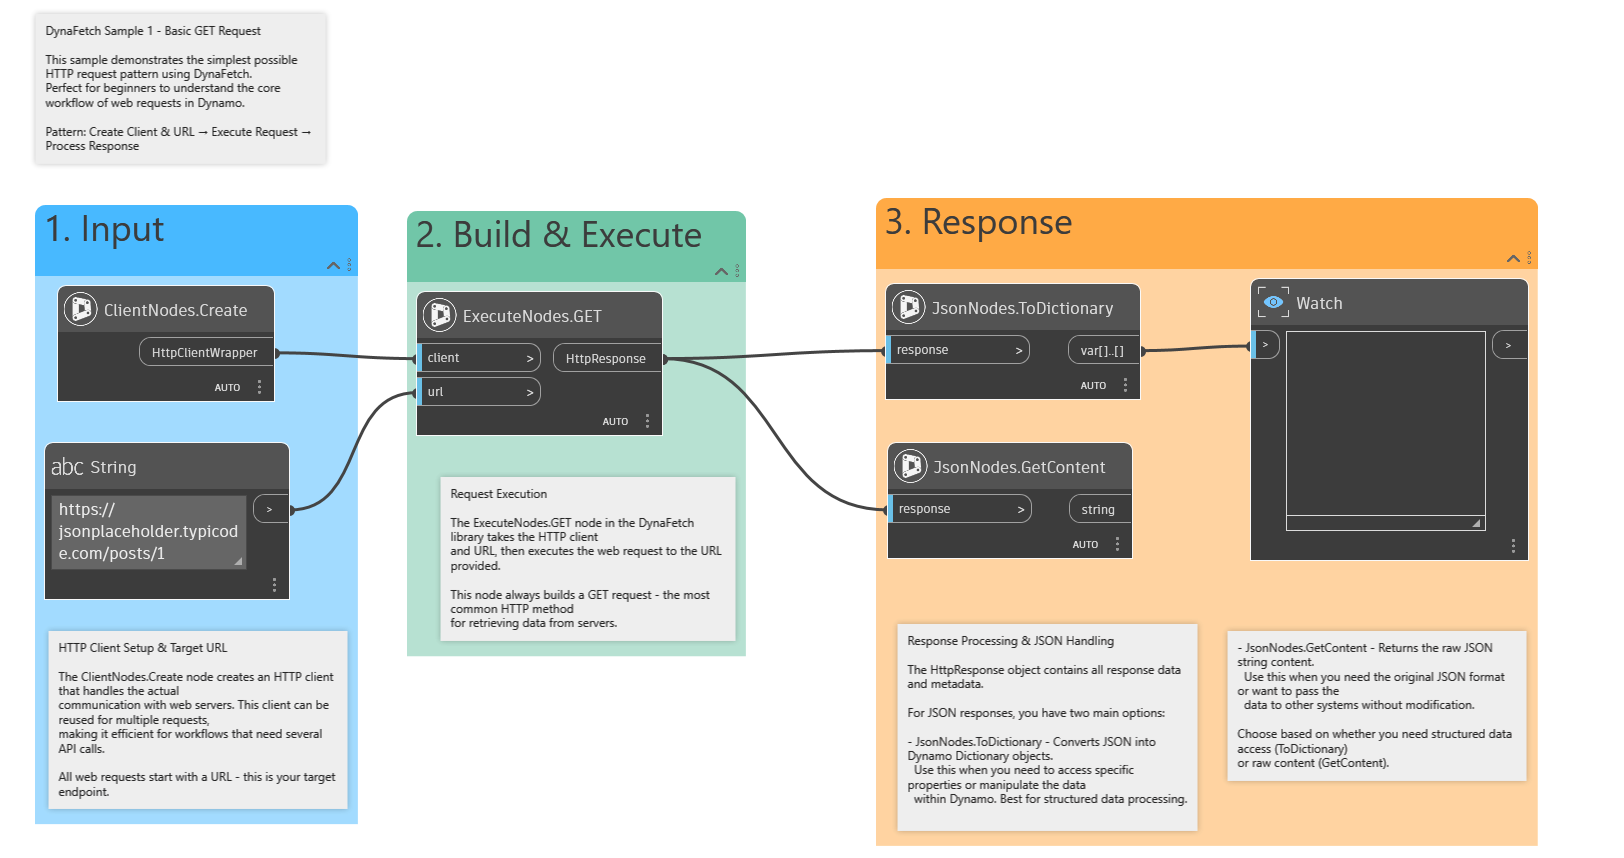 DynaFetch Sample 1 - Basic GET Request
This sample demonstrates the simplest possible
HTTP request pattern using DynaFetch.
Perfect for beginners to understand the core
workflow of web requests in Dynamo.
Pattern: Create Client & URL → Execute Request →
Process Response
1. Input
ClientNodes.Create
HttpClientWrapper
AUTO
abc String
https://
jsonplaceholder.typicod
e.com/posts/1
>
HTTP Client Setup & Target URL
The ClientNodes.Create node creates an HTTP client
that handles the actual
communication with web servers. This client can be
reused for multiple requests,
making it efficient for workflows that need several
API calls.
All web requests start with a URL - this is your target
endpoint.
2. Build & Execute
ExecuteNodes.GET
client >
HttpResponse
url >
AUTO
Request Execution
The ExecuteNodes.GET node in the DynaFetch
library takes the HTTP client
and URL, then executes the web request to the URL
provided.
This node always builds a GET request - the most
common HTTP method
for retrieving data from servers.
3. Response
JsonNodes.ToDictionary
response >
var[]..[]
AUTO
JsonNodes.GetContent
response >
string
AUTO
Watch
>
>
Response Processing & JSON Handling
The HttpResponse object contains all response data
and metadata.
For JSON responses, you have two main options:
- JsonNodes.ToDictionary - Converts JSON into
Dynamo Dictionary objects.
Use this when you need to access specific
properties or manipulate the data
within Dynamo. Best for structured data processing.
- JsonNodes.GetContent - Returns the raw JSON
string content.
Use this when you need the original JSON format
or want to pass the
data to other systems without modification.
Choose based on whether you need structured data
access (ToDictionary)
or raw content (GetContent).